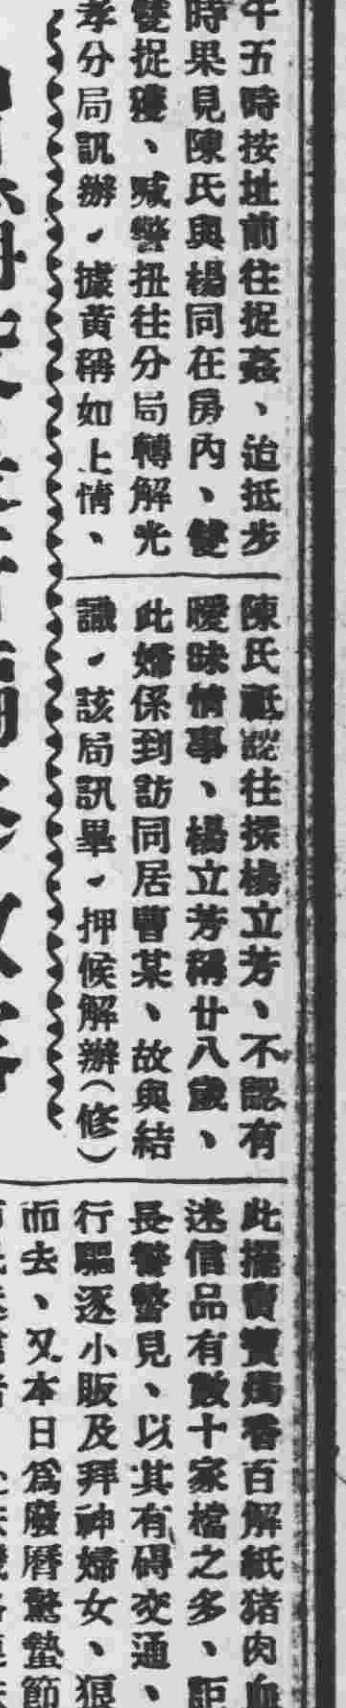 午五時按址前往捉姦、迨抵步
時果見陳氏與楊同在房內、雙
雙捉獲、喊警扭往分局轉解光
孝分局訊辦，據黃稱如上情、
陳氏祇認往探楊立芳、不認有
曖昧情事、楊立芳稱廿八歲、
此婦係到訪同居曹某、故與結
識，該局訊畢，押候解辦（修）
此擺賣寶燭香百解紙猪肉血
迷信品有數十家檔之多、詎
長警瞥見、以其有碍交通、
行驅逐小販及拜神婦女、狠
而去、又本日為廢曆驚蟄節